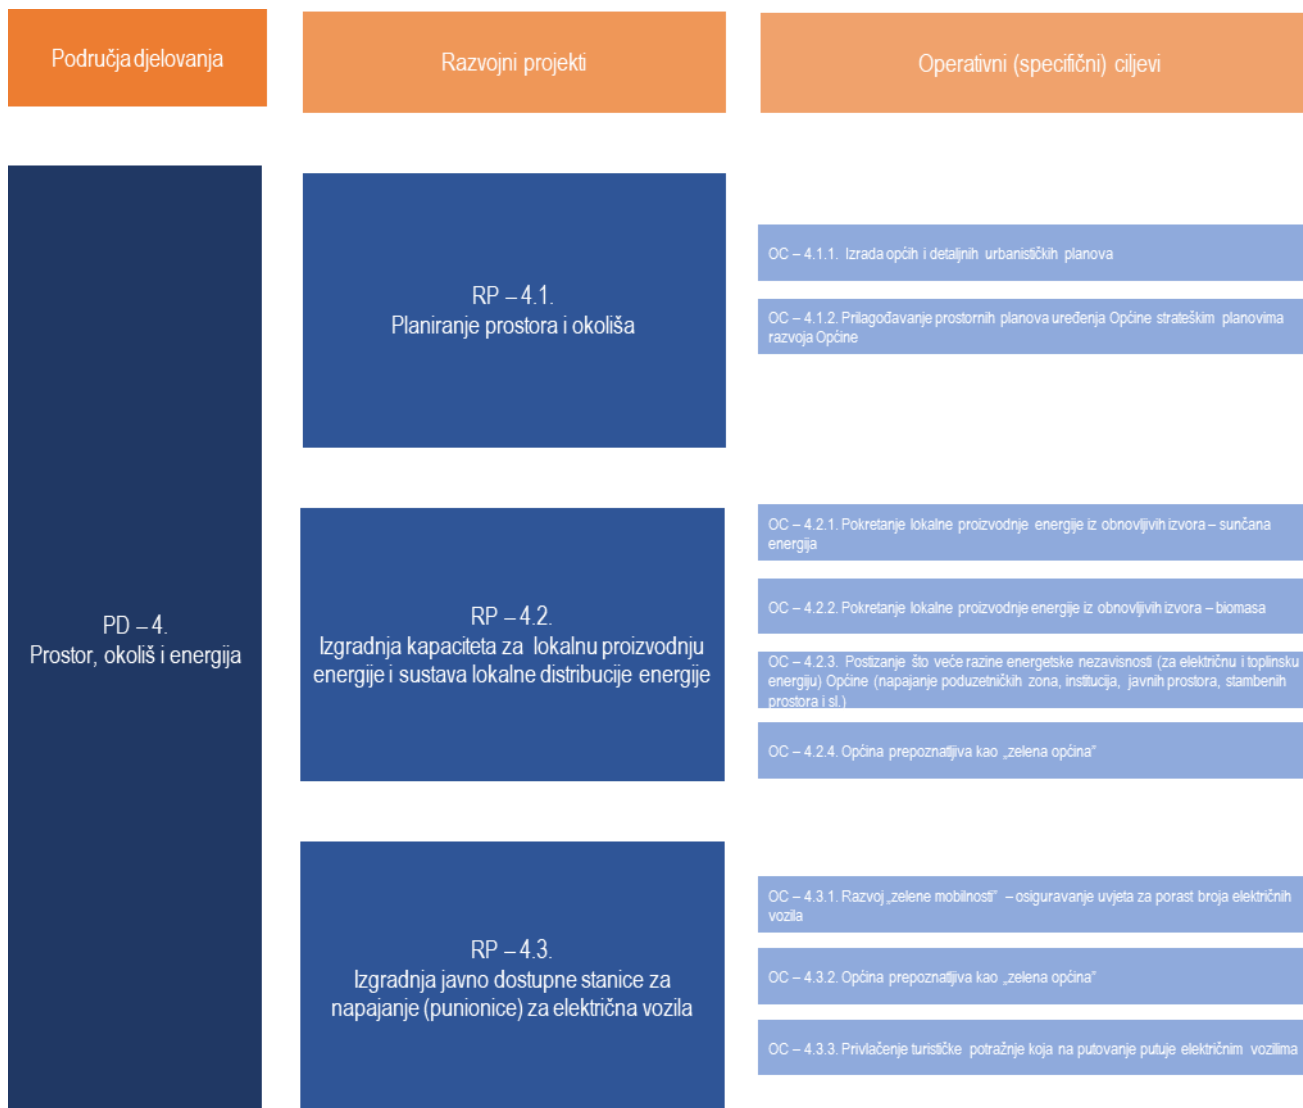 Područja djelovanja
Razvojni projekti
Operativni (specifični) ciljevi
PD – 4.
Prostor, okoliš i energija
RP – 4.1.
Planiranje prostora i okoliša
OC – 4.1.1. Izrada općih i detaljnih urbanističkih planova
OC – 4.1.2. Prilagođavanje prostornih planova uređenja Općine strateškim planovima
razvoja Općine
RP – 4.2.
Izgradnja kapaciteta za lokalnu proizvodnju
energije i sustava lokalne distribucije energije
OC – 4.2.1. Pokretanje lokalne proizvodnje energije iz obnovljivih izvora – sunčana
energija
OC – 4.2.2. Pokretanje lokalne proizvodnje energije iz obnovljivih izvora – biomasa
OC – 4.2.3. Postizanje što veće razine energetske nezavisnosti (za električnu i toplinsku
energiju) Općine (napajanje poduzetničkih zona, institucija, javnih prostora, stambenih
prostora i sl.)
OC – 4.2.4. Općina prepoznatljiva kao „zelena općina”
RP – 4.3.
Izgradnja javno dostupne stanice za
napajanje (punionice) za električna vozila
OC – 4.3.1. Razvoj „zelene mobilnosti” – osiguravanje uvjeta za porast broja električnih
vozila
OC – 4.3.2. Općina prepoznatljiva kao „zelena općina”
OC – 4.3.3. Privlačenje turističke potražnje koja na putovanje putuje električnim vozilima